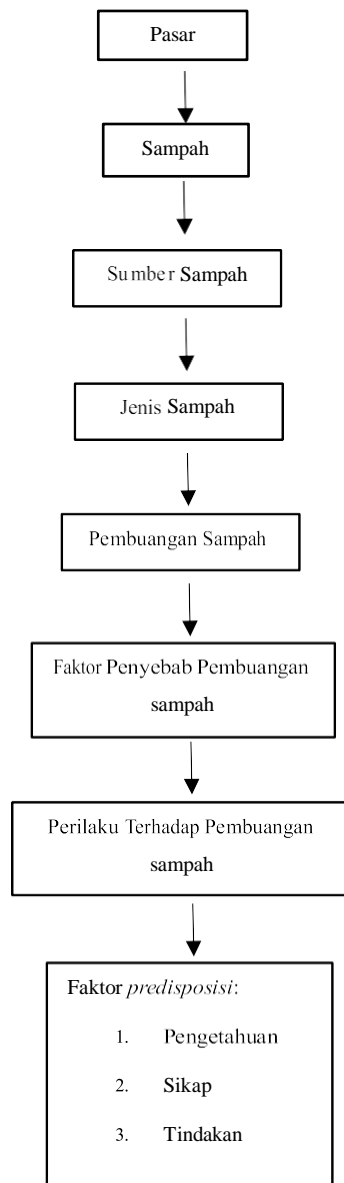 Pasar
Sampah
Sumber Sampah
Jenis Sampah
Pembuangan Sampah
Faktor Penyebab Pembuangan
sampah
Perilaku Terhadap Pembuangan
sampah
Faktor predisposisi:
1. Pengetahuan
2. Sikap
3. Tindakan